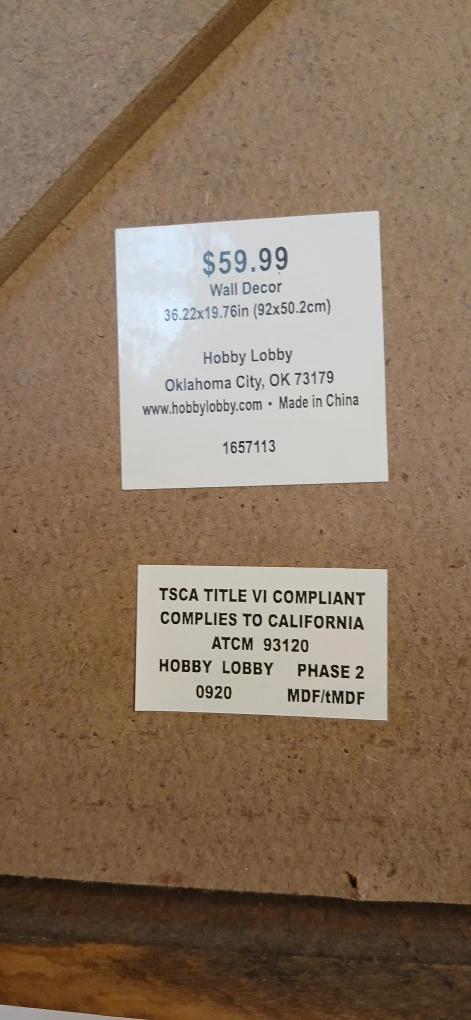 $59.99
Wall Decor
36.22x19.76in (92x50.2cm)
Hobby Lobby
Oklahoma City, OK 73179
www.hobbylobby.com • Made in China
1657113
TSCA TITLE VI COMPLIANT
COMPLIES TO CALIFORNIA
ATCM 93120
HOBBY LOBBY PHASE 2
0920 MDF/tMDF